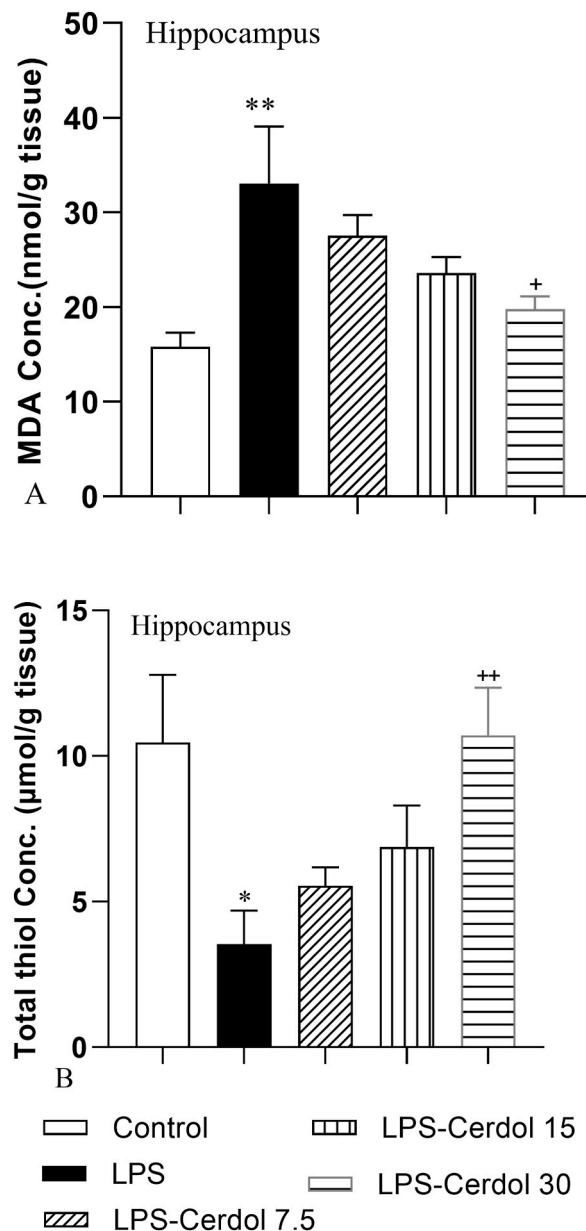 Hippocampus
MDA Conc.(nmol/g tissue)
50
40
30
20
10
0
**
+
A
Hippocampus
Total thiol Conc. (µmol/g tissue)
15
10
5
0
*
++
B
Control
LPS
LPS-Cerdol 7.5
LPS-Cerdol 15
LPS-Cerdol 30